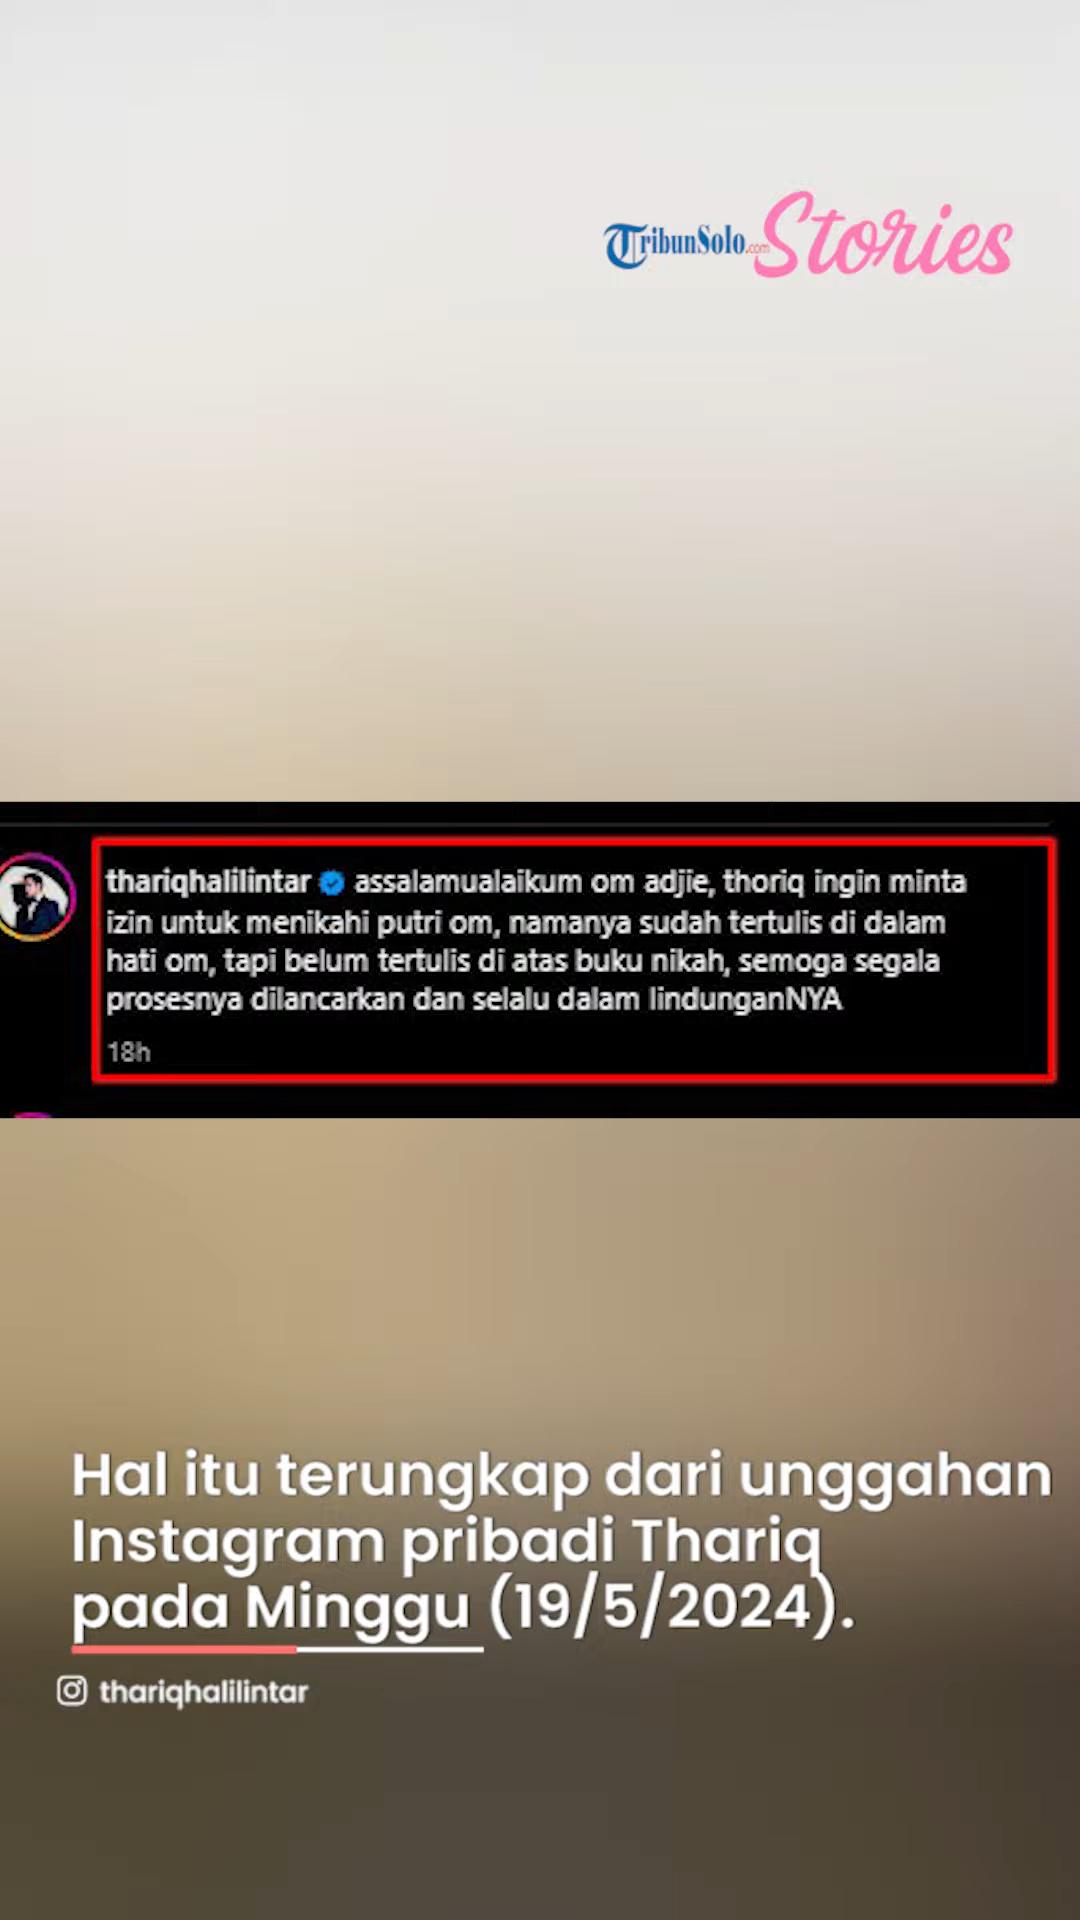 TribunSolo.com Stories
thariqhalilintar assalamualaikum om adjie, thoriq ingin minta
izin untuk menikahi putri om, namanya sudah tertulis di dalam
hati om, tapi belum tertulis di atas buku nikah, semoga segala
prosesnya dilancarkan dan selalu dalam lindunganNYA
18h
Hal itu terungkap dari unggahan
Instagram pribadi Thariq
pada Minggu (19/5/2024).
thariqhalilintar